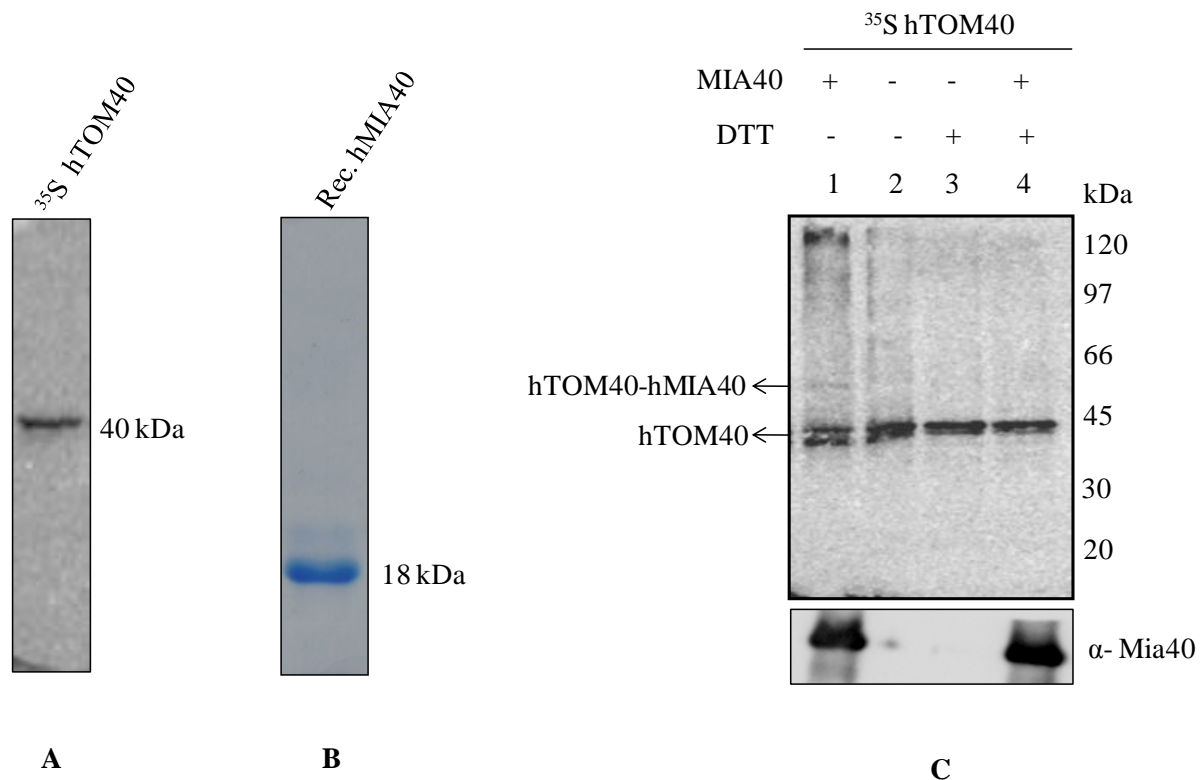 ³⁵S hTOM40
40 kDa
A
Rec. hMIA40
18 kDa
B
³⁵S hTOM40
MIA40 + - - +
DTT - - + +
1 2 3 4 kDa
120
97
66
hTOM40-hMIA40
45
hTOM40
30
20
α- Mia40
C